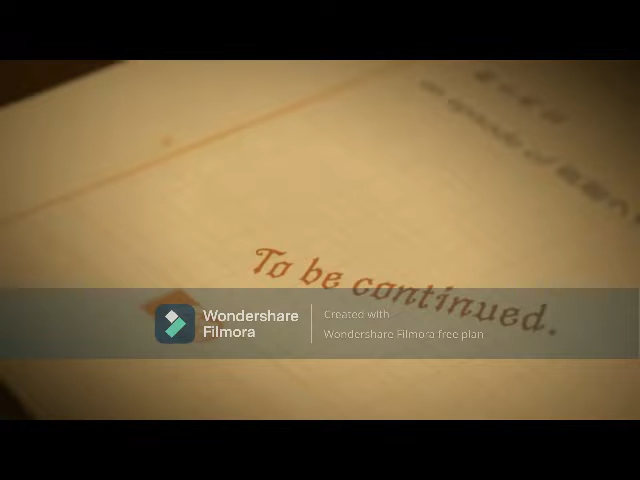 To be continued.
Wondershare
Filmora
Created with
Wondershare Filmora free plan